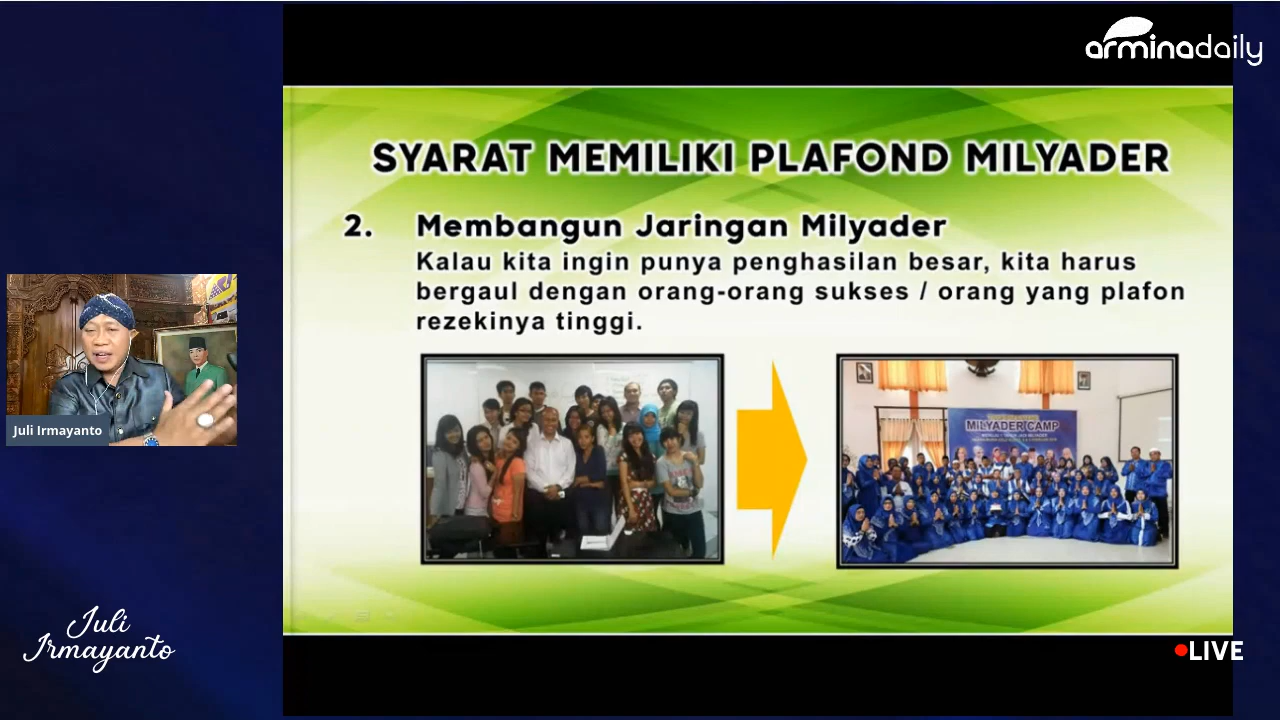 arminadaily
SYARAT MEMILIKI PLAFOND MILYADER
2. Membangun Jaringan Milyader
Kalau kita ingin punya penghasilan besar, kita harus
bergaul dengan orang-orang sukses / orang yang plafon
rezekinya tinggi.
MILYADER CAMP
Juli Irmayanto
Juli
Irmayanto
LIVE